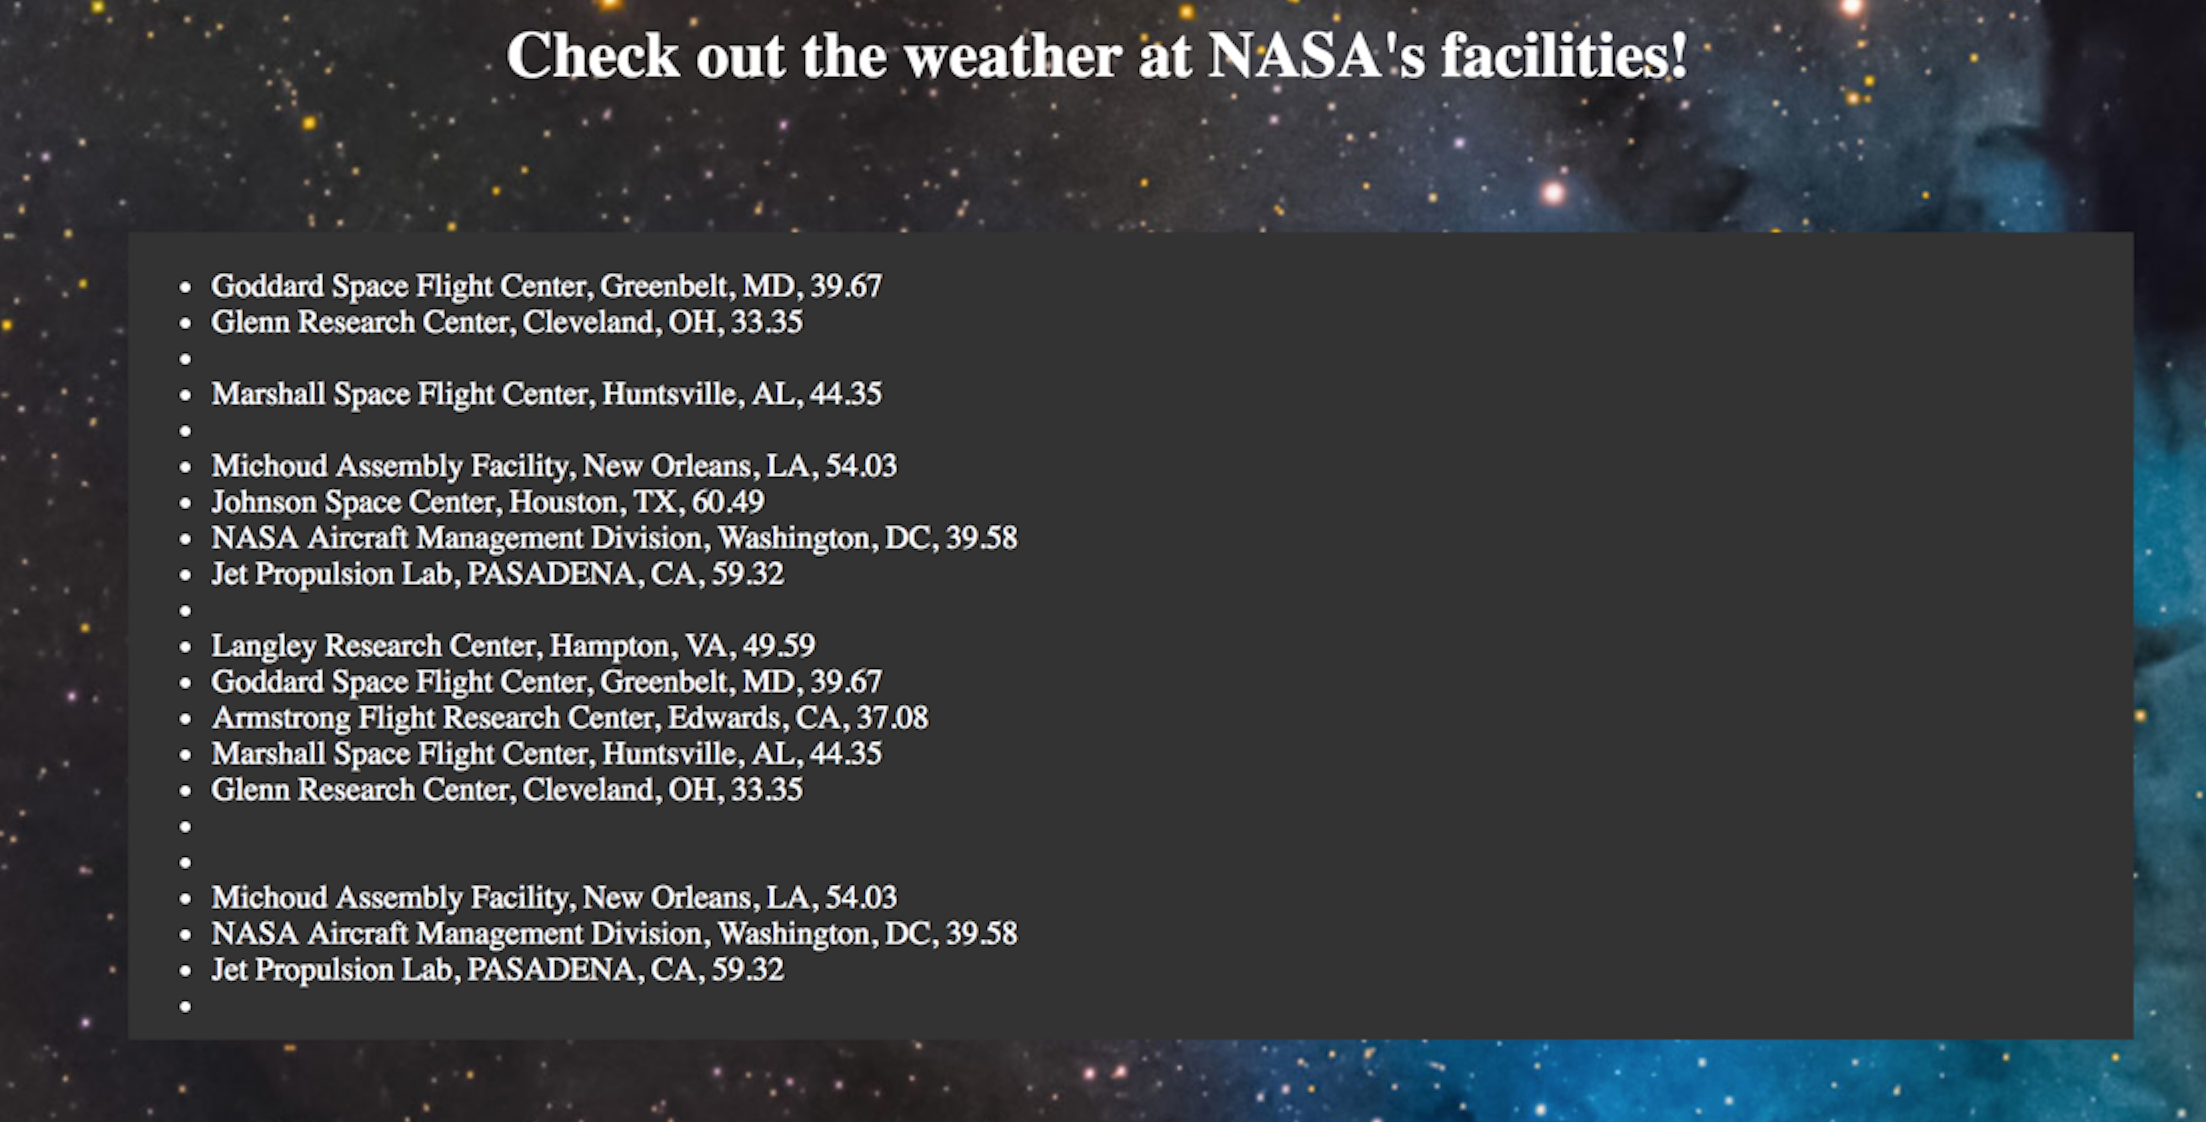 Check out the weather at NASA's facilities!
• Goddard Space Flight Center, Greenbelt, MD, 39.67
• Glenn Research Center, Cleveland, OH, 33.35
•
• Marshall Space Flight Center, Huntsville, AL, 44.35
•
• Michoud Assembly Facility, New Orleans, LA, 54.03
• Johnson Space Center, Houston, TX, 60.49
• NASA Aircraft Management Division, Washington, DC, 39.58
• Jet Propulsion Lab, PASADENA, CA, 59.32
•
• Langley Research Center, Hampton, VA, 49.59
• Goddard Space Flight Center, Greenbelt, MD, 39.67
• Armstrong Flight Research Center, Edwards, CA, 37.08
• Marshall Space Flight Center, Huntsville, AL, 44.35
• Glenn Research Center, Cleveland, OH, 33.35
•
•
• Michoud Assembly Facility, New Orleans, LA, 54.03
• NASA Aircraft Management Division, Washington, DC, 39.58
• Jet Propulsion Lab, PASADENA, CA, 59.32
•